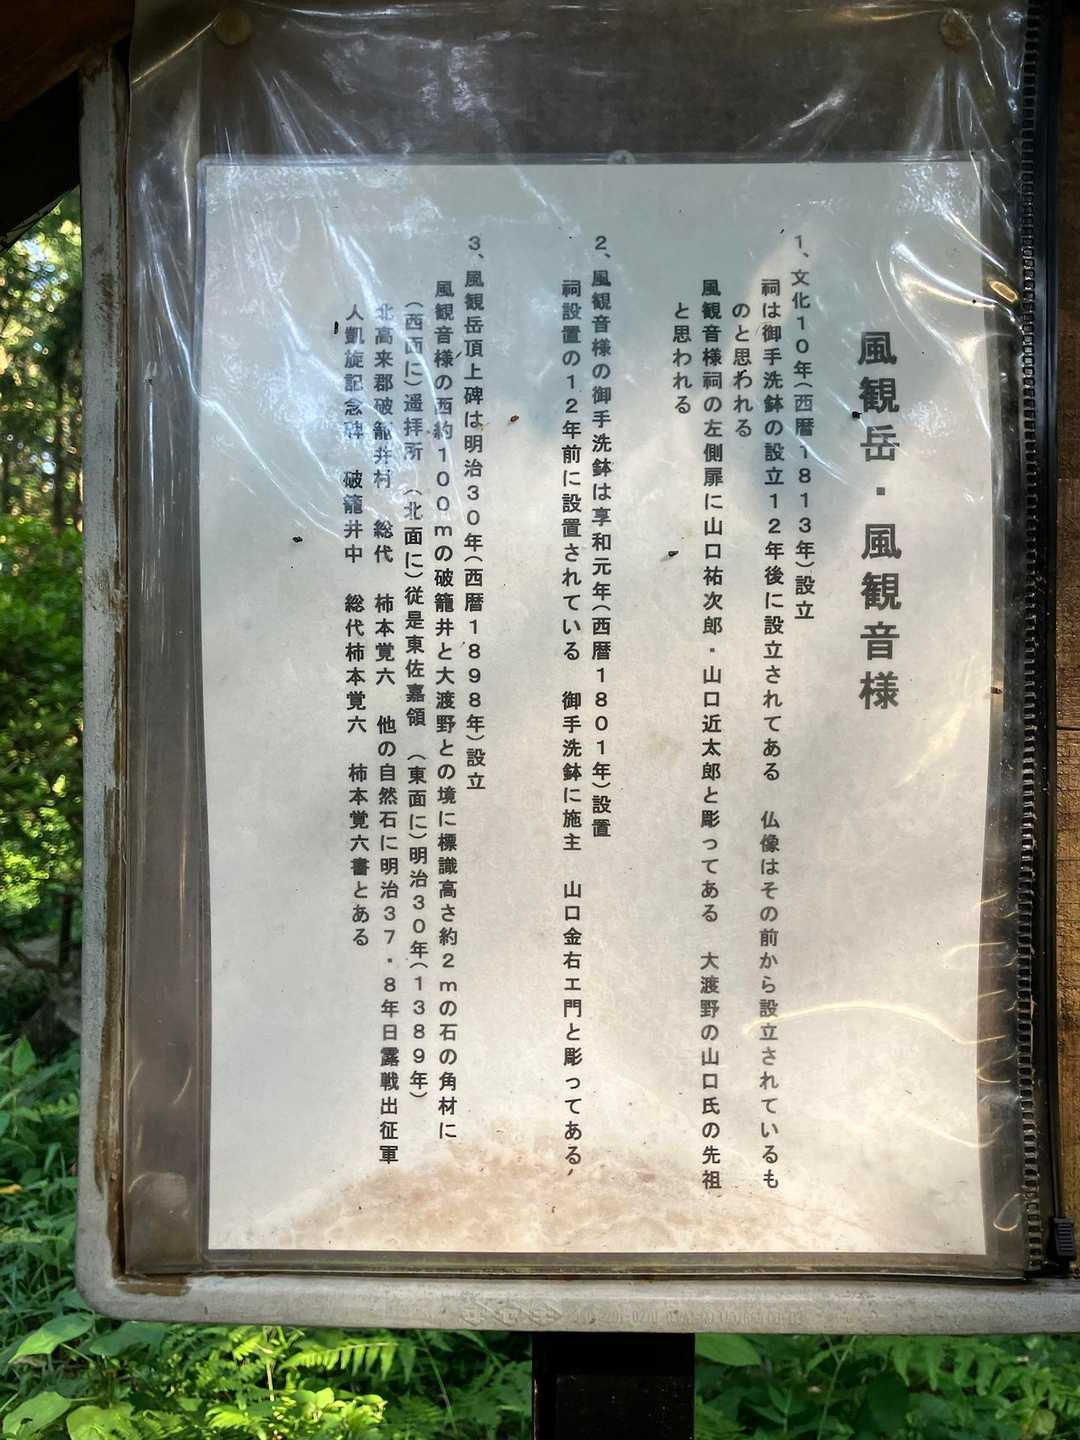 風観岳・風観音様
1、文化10年(西暦1813年)設立
祠は御手洗鉢の設立12年後に設立されてある　仏像はその前から設立されているも
のと思われる
風観音様祠の左側扉に山口祐次郎・山口近太郎と彫ってある　大渡野の山口氏の先祖
と思われる
2、風観音様の御手洗鉢は享和元年(西暦1801年)設置
祠設置の12年前に設置されている　御手洗鉢に施主　山口金右エ門と彫ってある
3、風観岳頂上碑は明治30年(西暦1898年)設立
風観音様の西約100mの破籠井と大渡野との境に標識高さ約2mの石の角材に
(西面に)遥拝所　(北面に)従是東佐嘉領　(東面に)明治30年(1389年)
北高来郡破籠井村　総代　柿本覚六　他の自然石に明治37・8年日露戦出征軍
人凱旋記念碑　破籠井中　総代柿本覚六　柿本覚六書とある